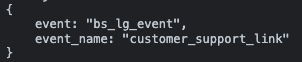 {
    event: "bs_lg_event",
    event_name: "customer_support_link"
}